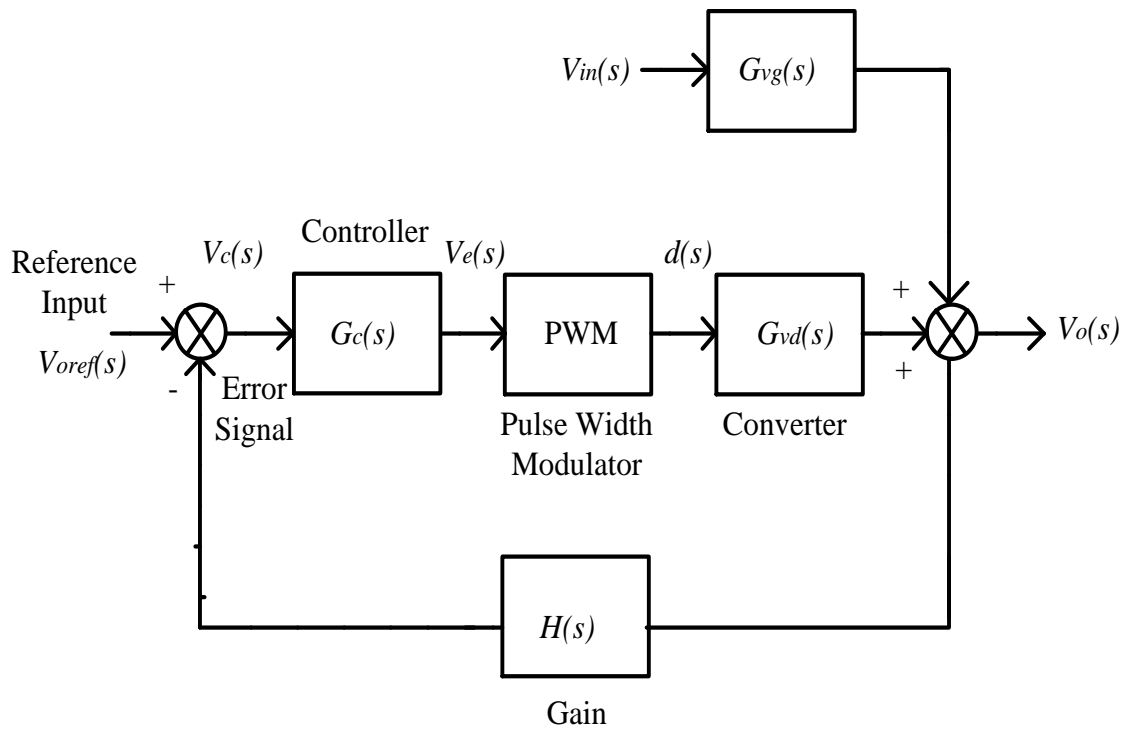 Vin(s)
Gvg(s)
Controller
Vc(s)
Ve(s)
d(s)
Reference
Input
+
+
Gc(s)
PWM
Gvd(s)
Vo(s)
Voref(s)
-
+
Error
Signal
Pulse Width
Modulator
Converter
H(s)
Gain